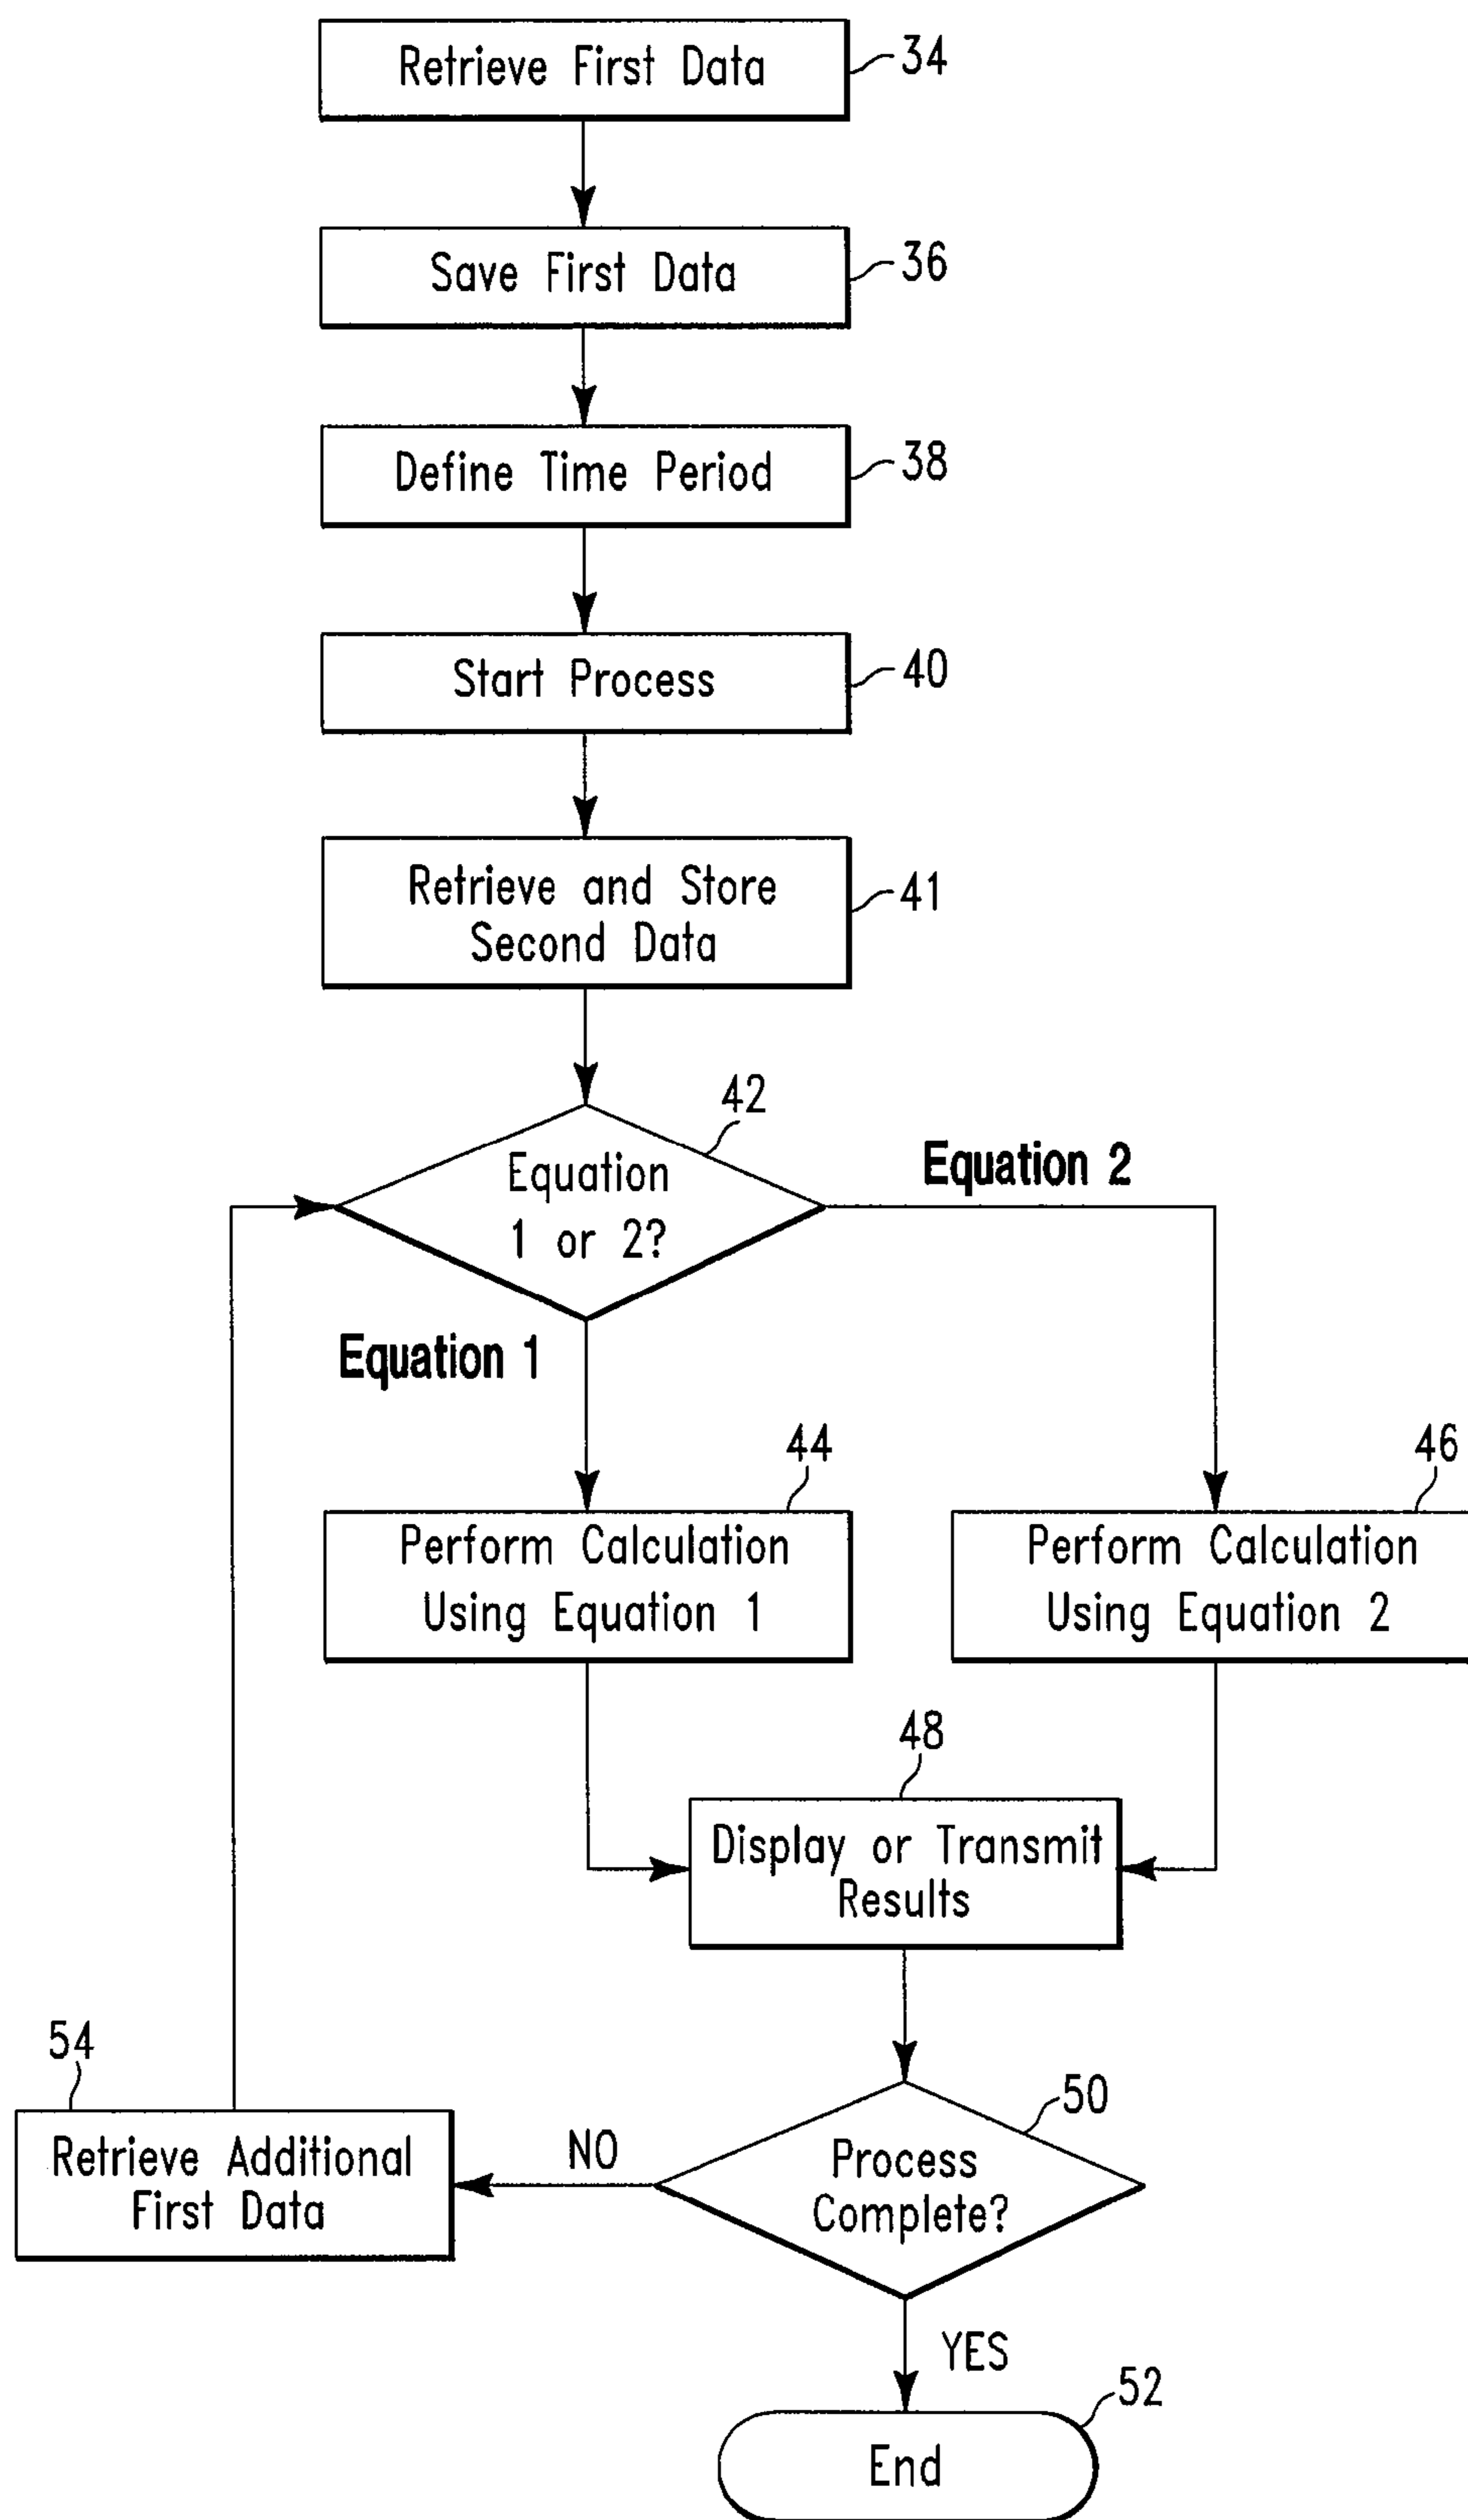 Retrieve First Data
34
Save First Data
36
Define Time Period
38
Start Process
40
Retrieve and Store
Second Data
41
42
Equation
1 or 2?
Equation 2
Equation 1
44
Perform Calculation
Using Equation 1
46
Perform Calculation
Using Equation 2
48
Display or Transmit
Results
54
Retrieve Additional
First Data
NO
50
Process
Complete?
YES
52
End